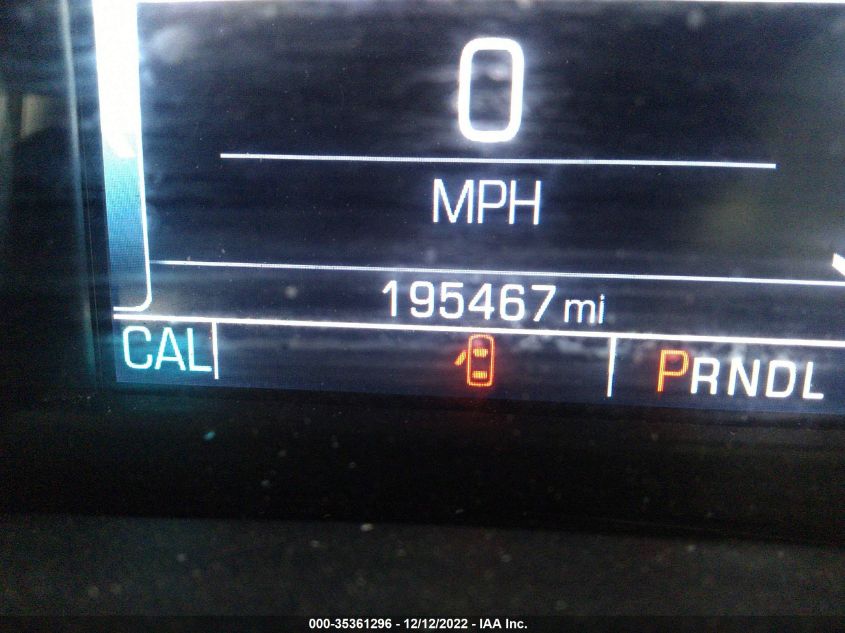 0
MPH
195467 mi
CAL PRNDL
000-35361296 - 12/12/2022 - IAA Inc.